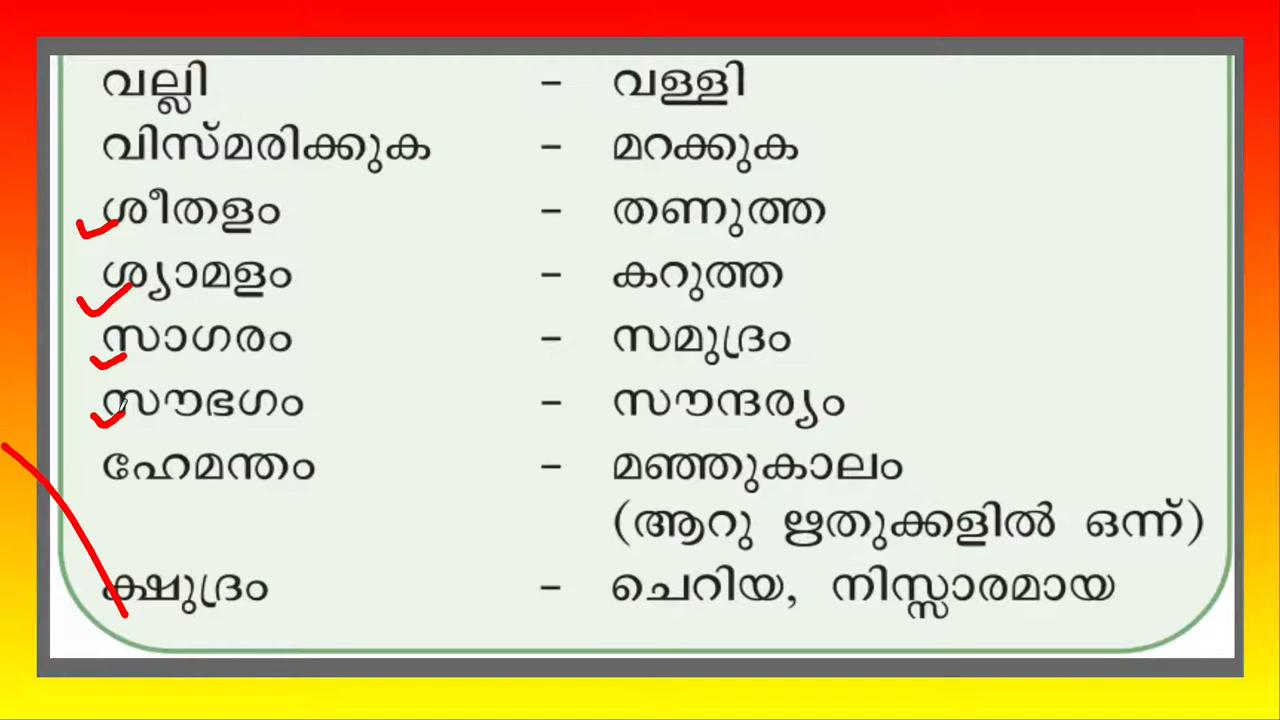 വല്ലി - വള്ളി
വിസ്മരിക്കുക - മറക്കുക
ശീതളം - തണുത്ത
ശ്യാമളം - കറുത്ത
സാഗരം - സമുദ്രം
സൗഭഗം - സൗന്ദര്യം
ഹേമന്തം - മഞ്ഞുകാലം
(ആറു ഋതുക്കളിൽ ഒന്ന്)
ക്ഷുദ്രം - ചെറിയ, നിസ്സാരമായ